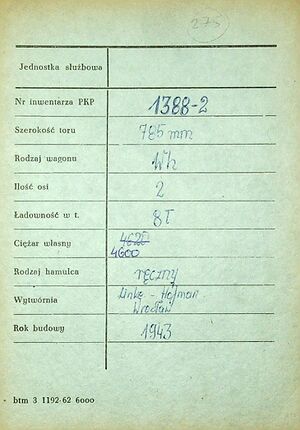 275
Jednostka służbowa
Nr inwentarza PKP 1388-2
Szerokość toru 785 mm
Rodzaj wagonu Wh
Ilość osi 2
Ładowność w t. 8T
Ciężar własny 4620
4600
Rodzaj hamulca ręczny
Wytwórnia Linke - Hofman
Wrocław
Rok budowy 1943
btm 3 1192-62 6000